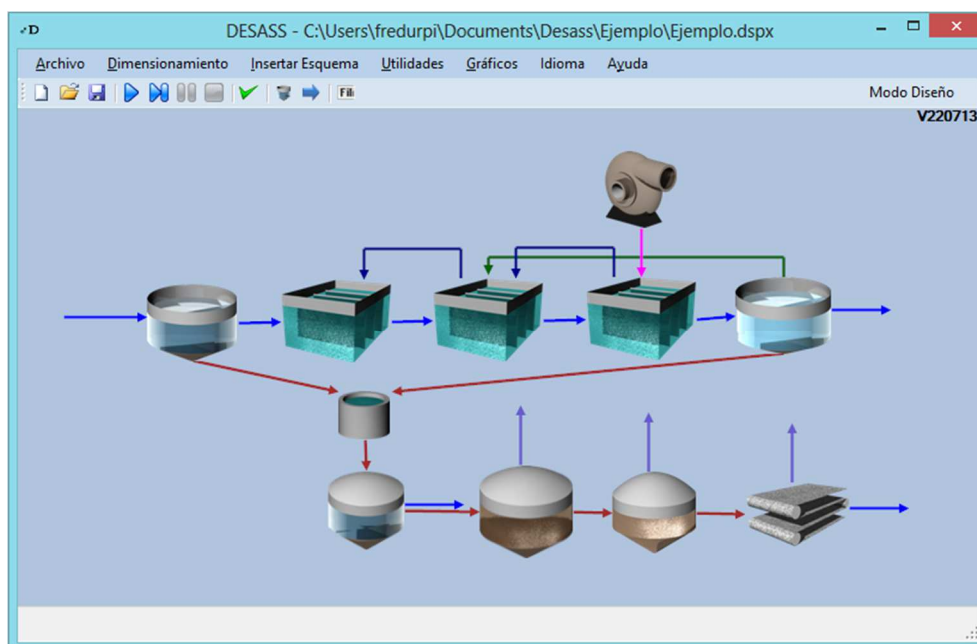 D
DESASS - C:\Users\fredurpi\Documents\Desass\Ejemplo\Ejemplo.dspx
Archivo Dimensionamiento Insertar Esquema Utilidades Gráficos Idioma Ayuda
Modo Diseño
V220713